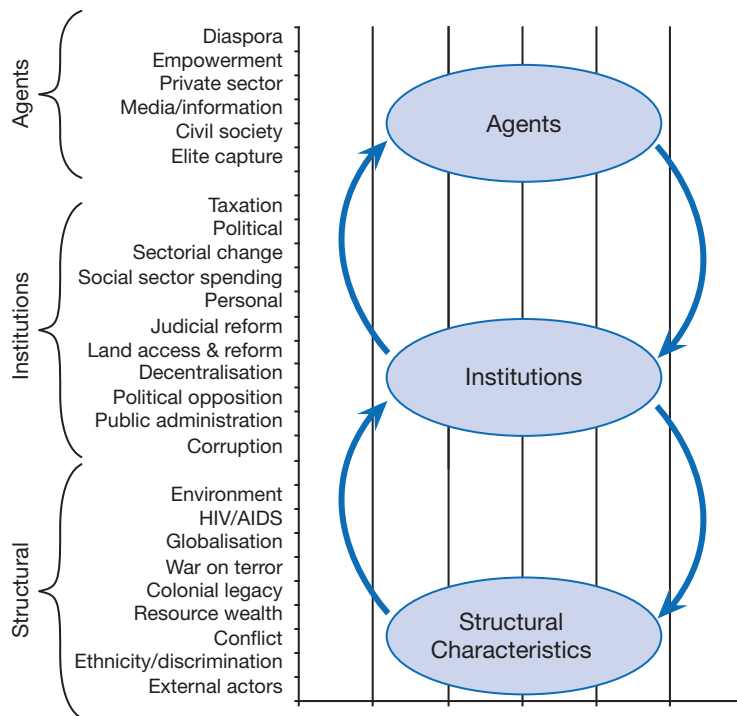 Agents
Diaspora
Empowerment
Private sector
Media/information
Civil society
Elite capture
Institutions
Taxation
Political
Sectorial change
Social sector spending
Personal
Judicial reform
Land access & reform
Decentralisation
Political opposition
Public administration
Corruption
Structural
Environment
HIV/AIDS
Globalisation
War on terror
Colonial legacy
Resource wealth
Conflict
Ethnicity/discrimination
External actors
Agents
Institutions
Structural
Characteristics